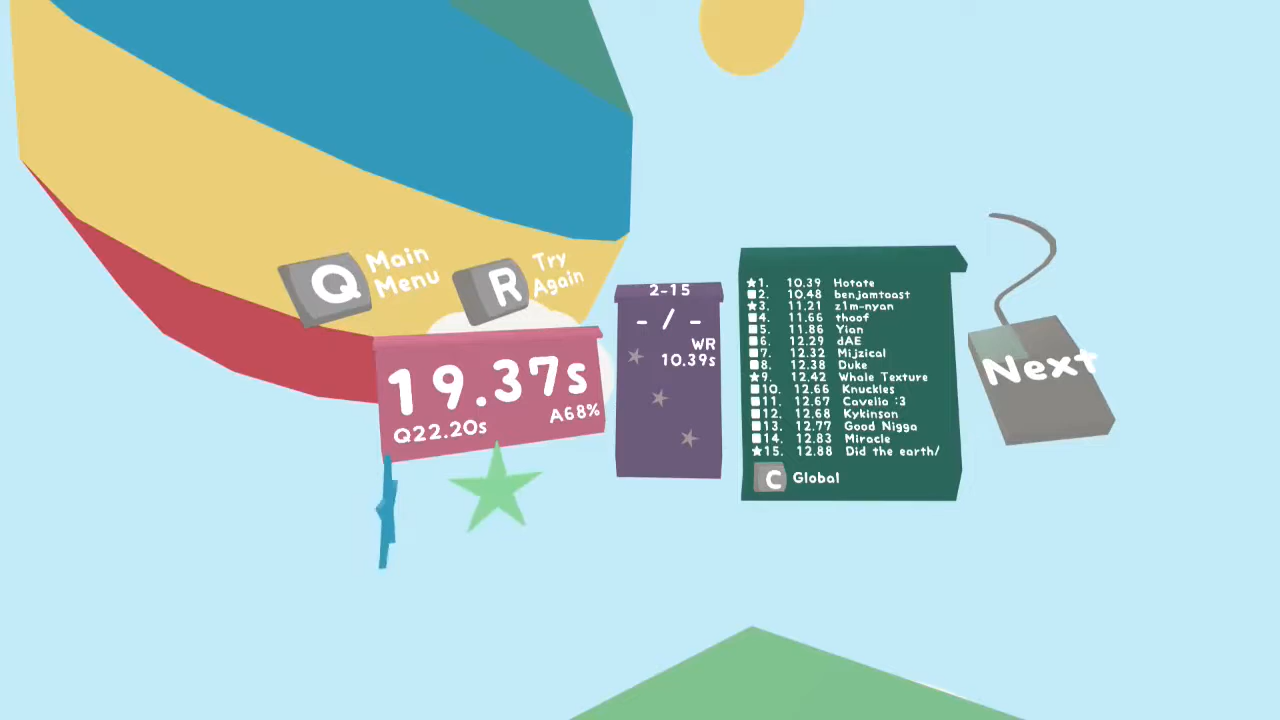 Q Main Menu
R Try Again
19.37s
Q22.20s
A68%
2-15
- / -
WR
10.39s
1. 10.39 Hotate
2. 10.48 benjamtoast
3. 11.21 z1m-nyan
4. 11.66 thoof
5. 11.86 Yian
6. 12.29 dAE
7. 12.32 Mijzical
8. 12.38 Duke
9. 12.42 Whale Texture
10. 12.66 Knuckles
11. 12.67 Cavelia :3
12. 12.68 Kykinson
13. 12.77 Good Nigga
14. 12.83 Miracle
15. 12.88 Did the earth/
C Global
Next